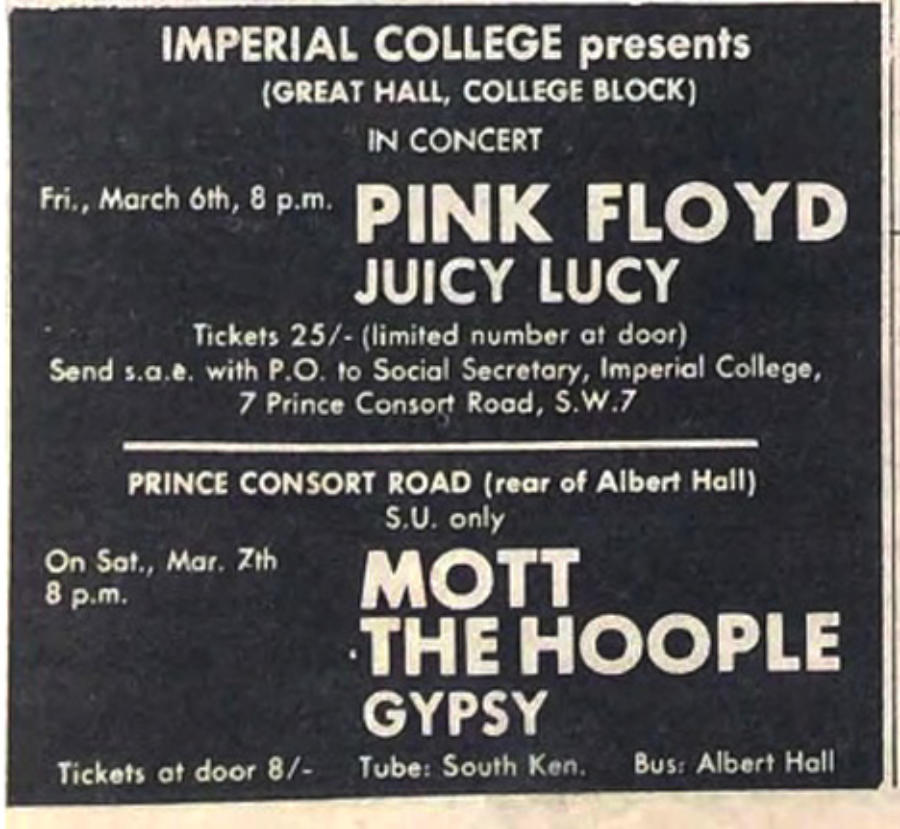 IMPERIAL COLLEGE presents
(GREAT HALL, COLLEGE BLOCK)
IN CONCERT
Fri., March 6th, 8 p.m. PINK FLOYD
JUICY LUCY
Tickets 25/- (limited number at door)
Send s.a.e. with P.O. to Social Secretary, Imperial College,
7 Prince Consort Road, S.W.7
PRINCE CONSORT ROAD (rear of Albert Hall)
S.U. only
On Sat., Mar. 7th
8 p.m.
MOTT
THE HOOPLE
GYPSY
Tickets at door 8/- Tube: South Ken. Bus: Albert Hall